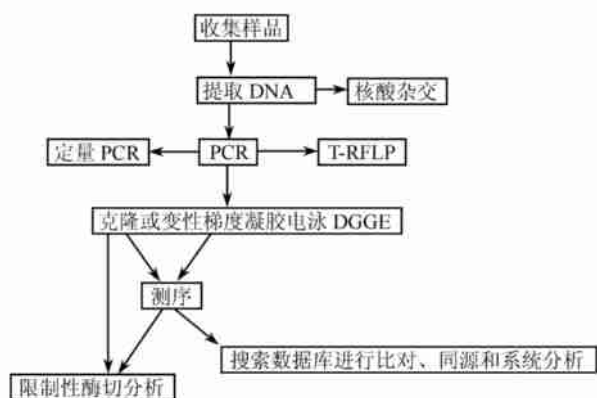 收集样品
提取 DNA
核酸杂交
定量 PCR
PCR
T-RFLP
克隆或变性梯度凝胶电泳 DGGE
测序
搜索数据库进行比对、同源和系统分析
限制性酶切分析